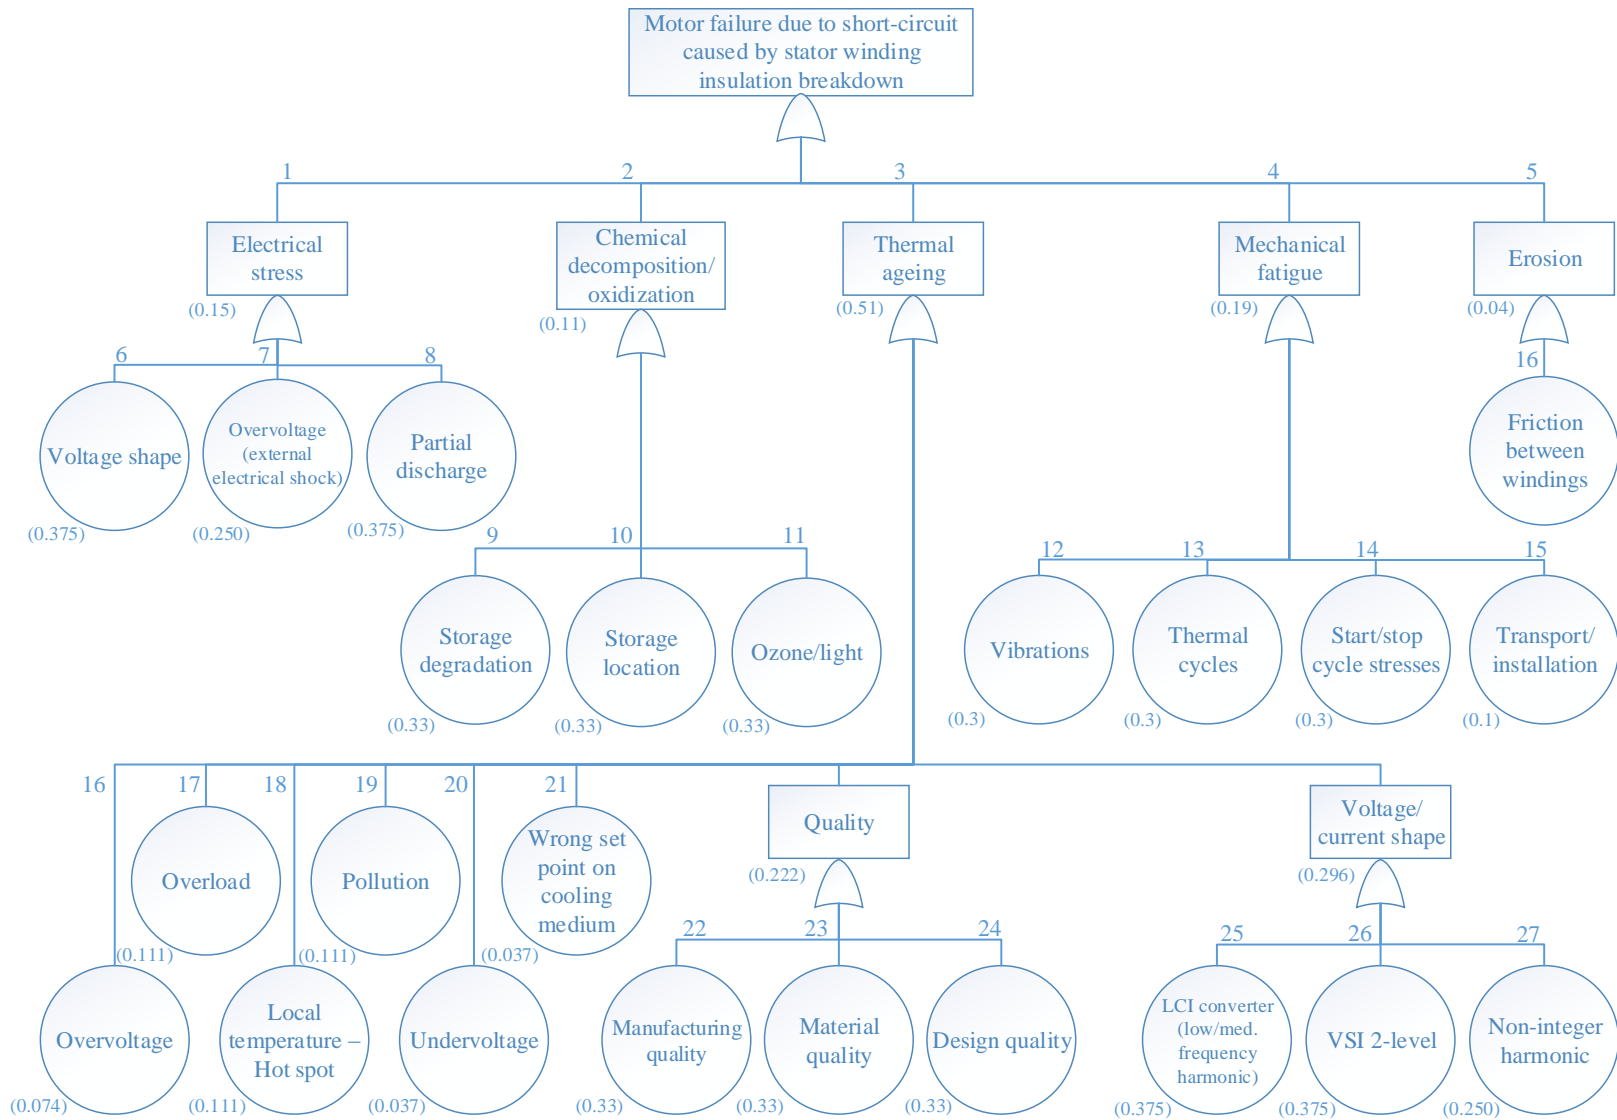 Motor failure due to short-circuit
caused by stator winding
insulation breakdown
1
2
3
4
5
Electrical
stress
(0.15)
Chemical
decomposition/
oxidization
(0.11)
Thermal
ageing
(0.51)
Mechanical
fatigue
(0.19)
Erosion
(0.04)
6
7
8
16
Voltage shape
(0.375)
Overvoltage
(external
electrical shock)
(0.250)
Partial
discharge
(0.375)
Friction
between
windings
9
10
11
12
13
14
15
Storage
degradation
(0.33)
Storage
location
(0.33)
Ozone/light
(0.33)
Vibrations
(0.3)
Thermal
cycles
(0.3)
Start/stop
cycle stresses
(0.3)
Transport/
installation
(0.1)
16
17
18
19
20
21
Overload
(0.111)
Pollution
(0.111)
Wrong set
point on
cooling
medium
(0.037)
Quality
(0.222)
Voltage/
current shape
(0.296)
22
23
24
25
26
27
Overvoltage
(0.074)
Local
temperature –
Hot spot
(0.111)
Undervoltage
(0.037)
Manufacturing
quality
(0.33)
Material
quality
(0.33)
Design quality
(0.33)
LCI converter
(low/med.
frequency
harmonic)
(0.375)
VSI 2-level
(0.375)
Non-integer
harmonic
(0.250)